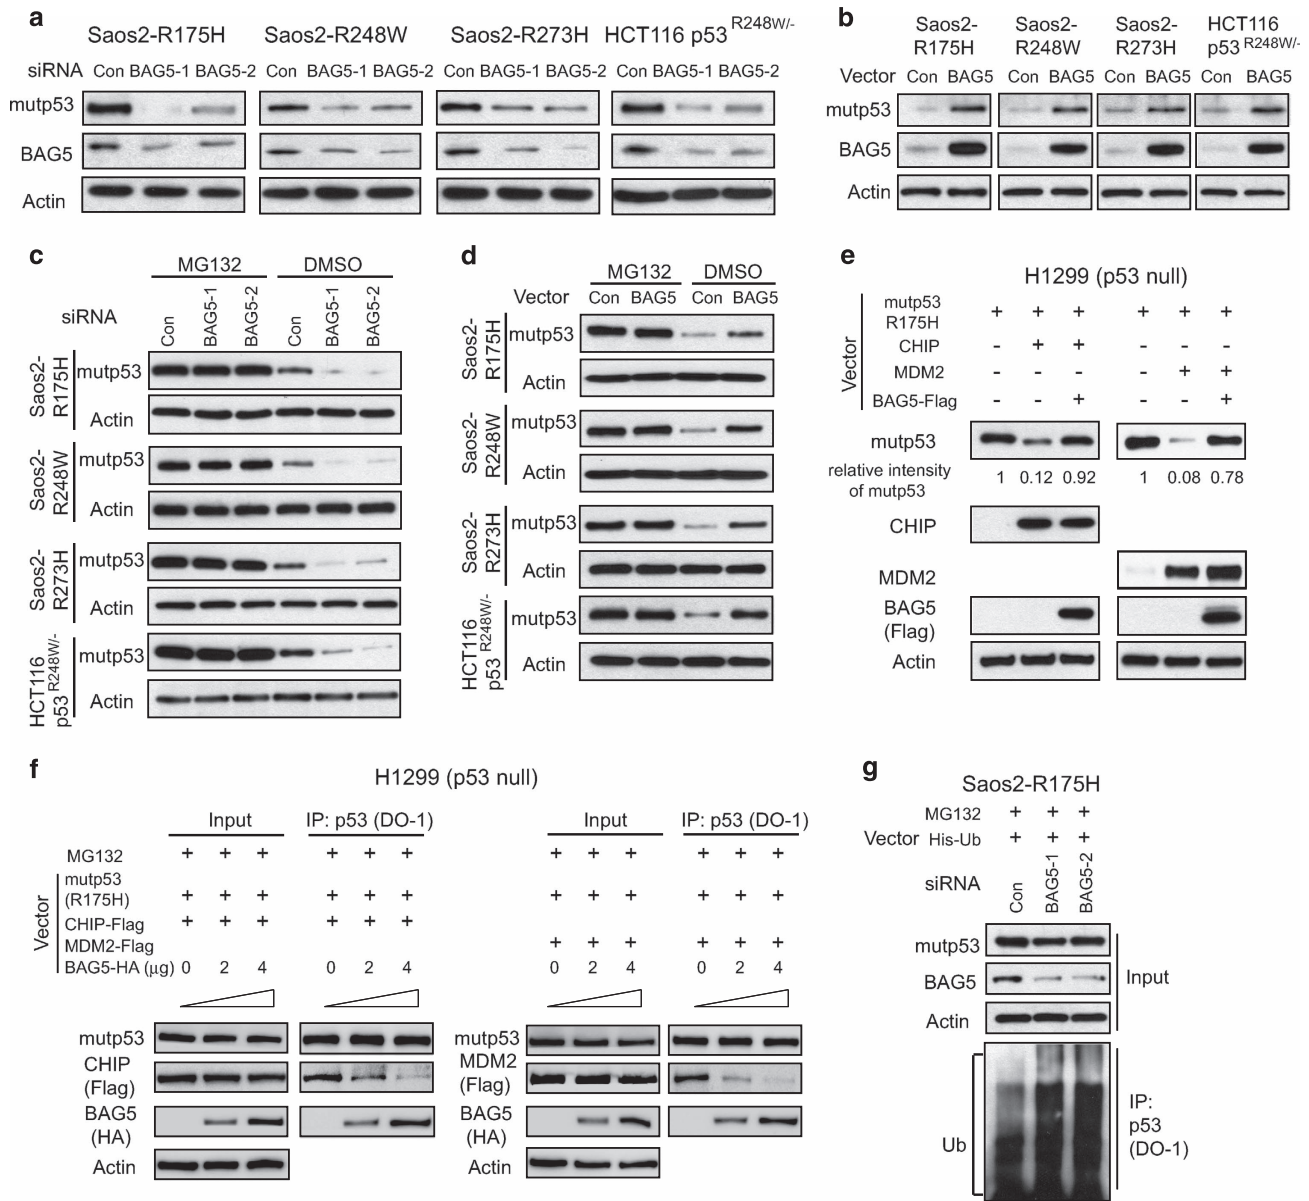 a
Saos2-R175H Saos2-R248W Saos2-R273H HCT116 p53 R248W/-
siRNA Con BAG5-1 BAG5-2 Con BAG5-1 BAG5-2 Con BAG5-1 BAG5-2 Con BAG5-1 BAG5-2
mutp53
BAG5
Actin
b
Saos2- Saos2- Saos2- HCT116
R175H R248W R273H p53 R248W/-
Vector Con BAG5 Con BAG5 Con BAG5 Con BAG5
mutp53
BAG5
Actin
c
MG132 DMSO
siRNA Con BAG5-1 BAG5-2 Con BAG5-1 BAG5-2
Saos2-
R175H
mutp53
Actin
Saos2-
R248W
mutp53
Actin
Saos2-
R273H
mutp53
Actin
HCT116
p53 R248W/-
mutp53
Actin
d
MG132 DMSO
Vector Con BAG5 Con BAG5
Saos2-
R175H
mutp53
Actin
Saos2-
R248W
mutp53
Actin
Saos2-
R273H
mutp53
Actin
HCT116
p53 R248W/-
mutp53
Actin
e
H1299 (p53 null)
Vector
mutp53
R175H + + + + + +
CHIP - + + - - -
MDM2 - - - - + +
BAG5-Flag - - + - - +
mutp53
relative intensity
of mutp53 1 0.12 0.92 1 0.08 0.78
CHIP
MDM2
BAG5
(Flag)
Actin
f
H1299 (p53 null)
Input IP: p53 (DO-1) Input IP: p53 (DO-1)
MG132 + + + + + + + + + + + +
Vector
mutp53
(R175H) + + + + + + + + + + + +
CHIP-Flag + + + + + +
MDM2-Flag + + + + + +
BAG5-HA (μg) 0 2 4 0 2 4 0 2 4 0 2 4
mutp53
CHIP
(Flag)
BAG5
(HA)
Actin
mutp53
MDM2
(Flag)
BAG5
(HA)
Actin
g
Saos2-R175H
MG132 + + +
Vector His-Ub + + +
siRNA Con BAG5-1 BAG5-2
mutp53
BAG5
Actin
Input
Ub
IP:
p53
(DO-1)